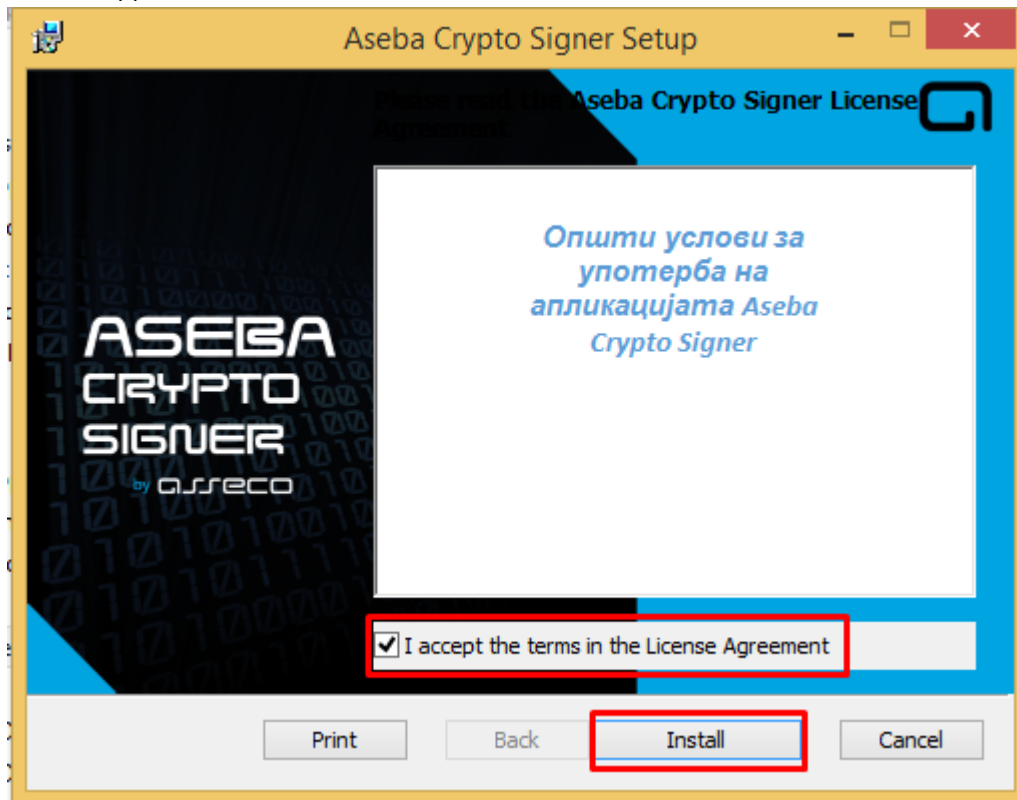 Aseba Crypto Signer Setup
Please read the Aseba Crypto Signer License
Agreement
Општи услови за
употреба на
апликацијата Aseba
Crypto Signer
ASEBA
CRYPTO
SIGNER
by asseco
I accept the terms in the License Agreement
Print
Back
Install
Cancel